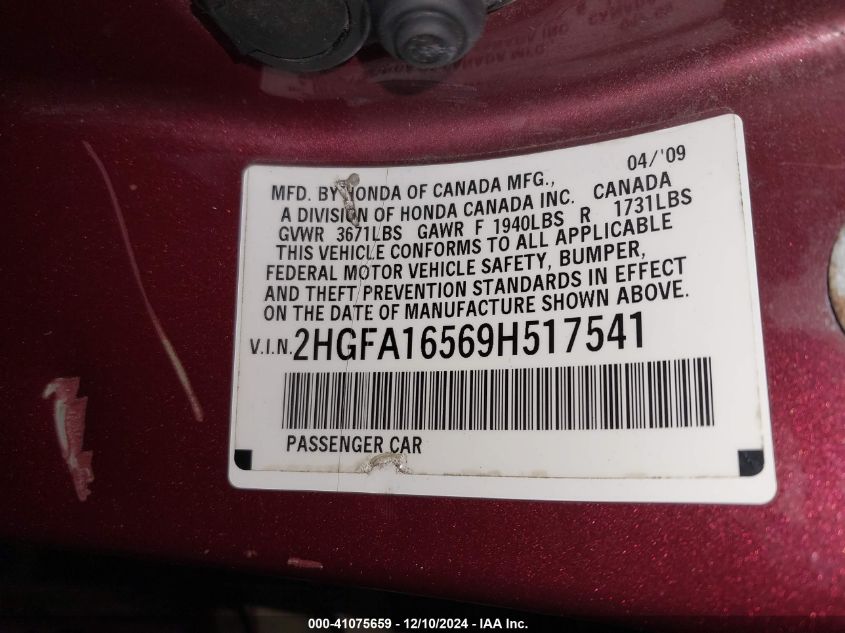 04/'09
MFD. BY HONDA OF CANADA MFG.,
A DIVISION OF HONDA CANADA INC. CANADA
GVWR 3671LBS GAWR F 1940LBS R 1731LBS
THIS VEHICLE CONFORMS TO ALL APPLICABLE
FEDERAL MOTOR VEHICLE SAFETY, BUMPER,
AND THEFT PREVENTION STANDARDS IN EFFECT
ON THE DATE OF MANUFACTURE SHOWN ABOVE.
V.I.N. 2HGFA16569H517541
PASSENGER CAR
000-41075659 - 12/10/2024 - IAA Inc.